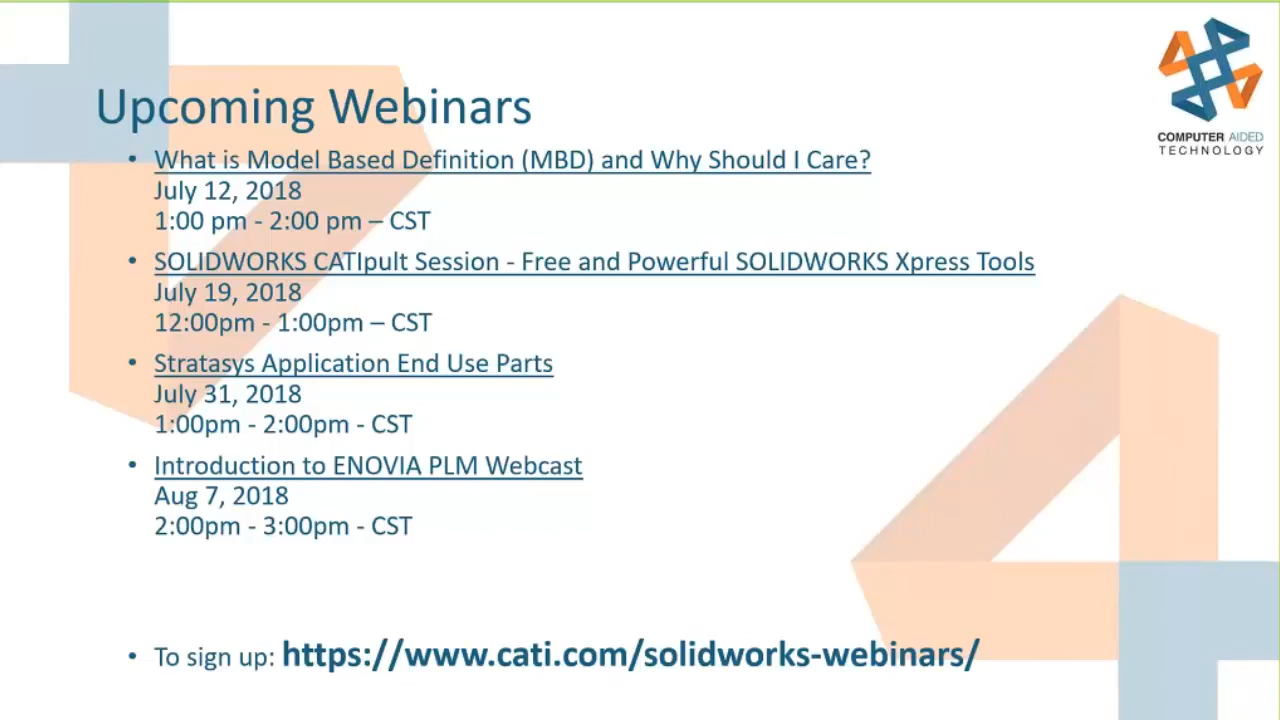 COMPUTER AIDED
TECHNOLOGY
Upcoming Webinars
• What is Model Based Definition (MBD) and Why Should I Care?
July 12, 2018
1:00 pm - 2:00 pm – CST
• SOLIDWORKS CATIpult Session - Free and Powerful SOLIDWORKS Xpress Tools
July 19, 2018
12:00pm - 1:00pm – CST
• Stratasys Application End Use Parts
July 31, 2018
1:00pm - 2:00pm - CST
• Introduction to ENOVIA PLM Webcast
Aug 7, 2018
2:00pm - 3:00pm - CST
• To sign up: https://www.cati.com/solidworks-webinars/